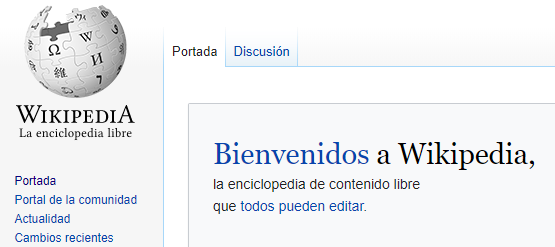 WIKIPEDIA
La enciclopedia libre
Portada
Portal de la comunidad
Actualidad
Cambios recientes
Portada Discusión
Bienvenidos a Wikipedia,
la enciclopedia de contenido libre
que todos pueden editar.